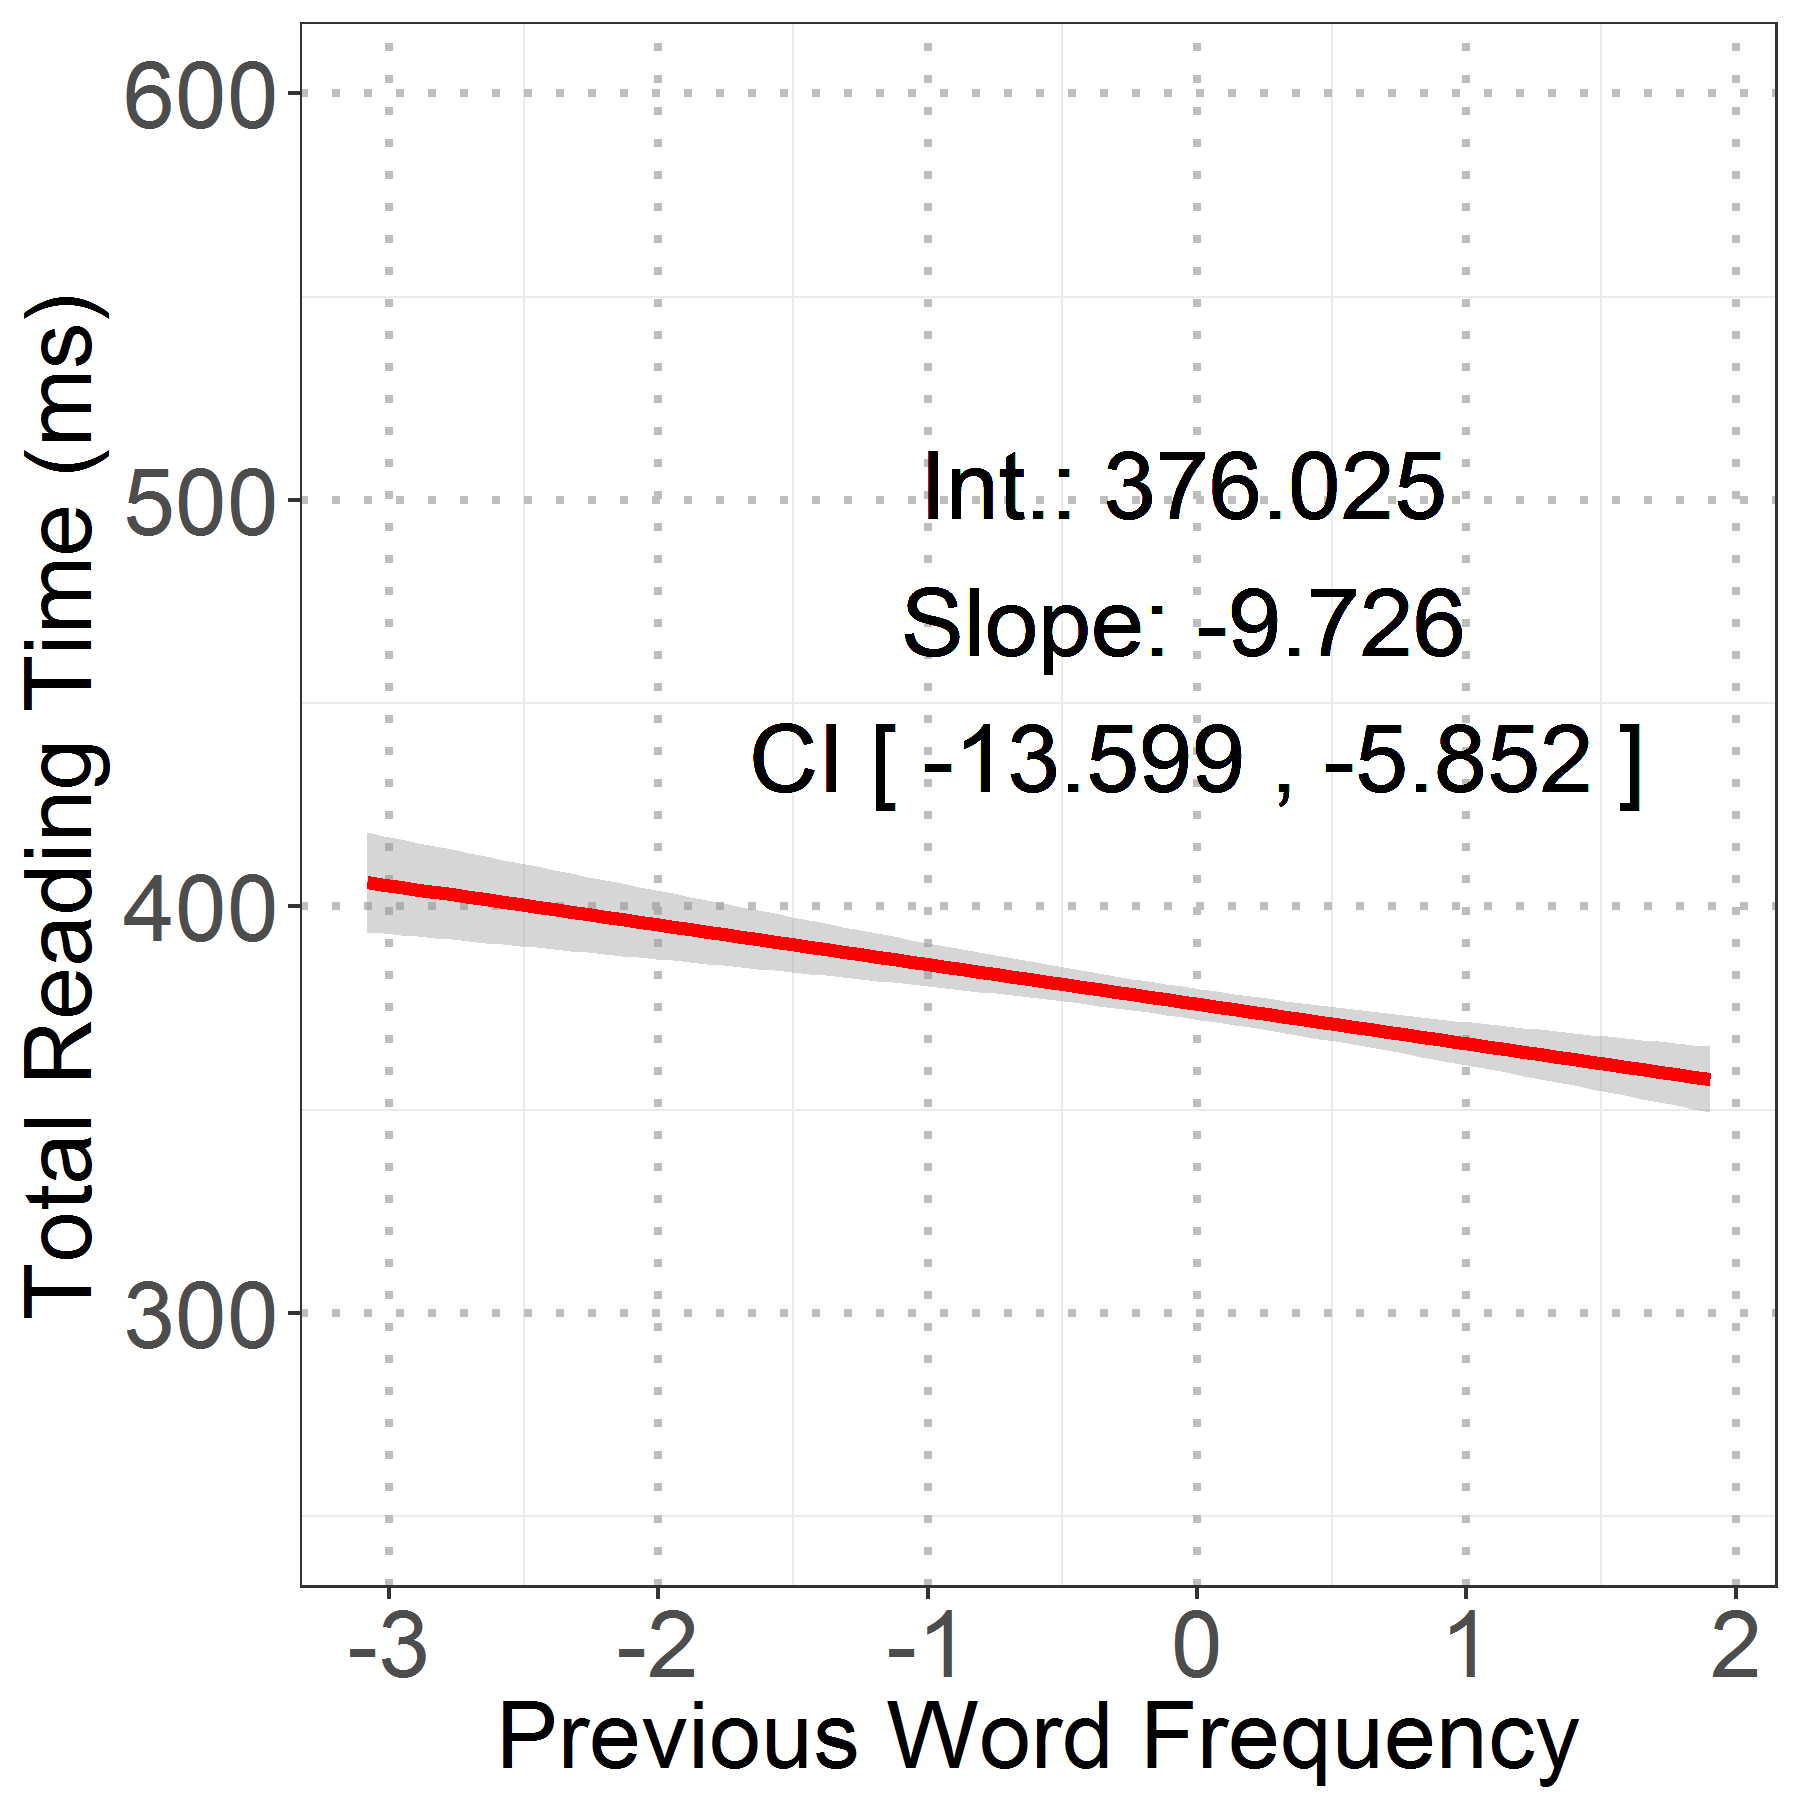 Total Reading Time (ms)
600
500
400
300
Int.: 376.025
Slope: -9.726
CI [ -13.599 , -5.852 ]
-3 -2 -1 0 1 2
Previous Word Frequency